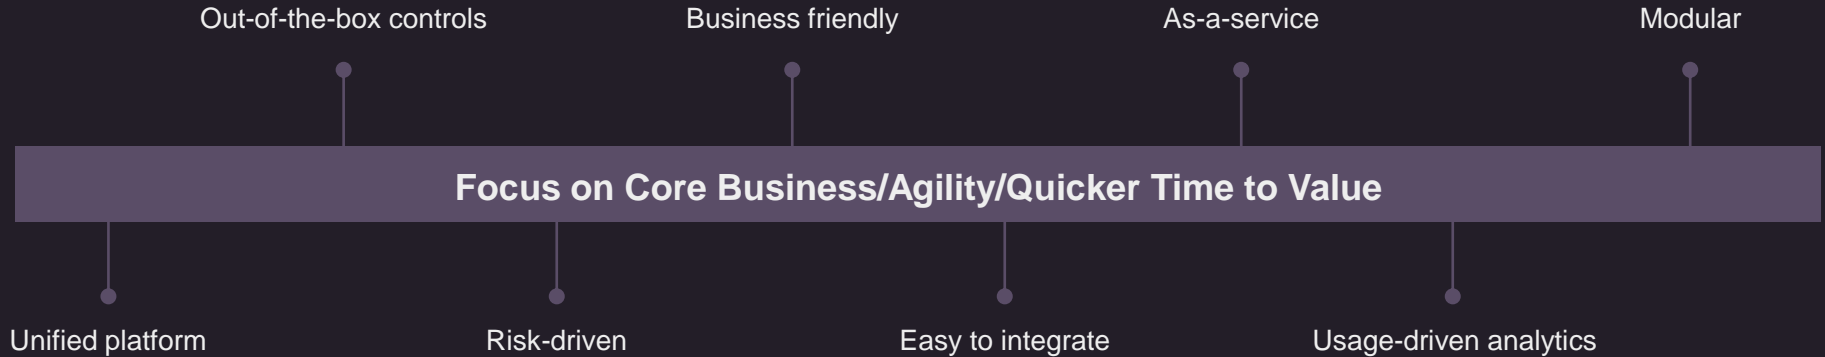 Out-of-the-box controls
Business friendly
As-a-service
Modular
Focus on Core Business/Agility/Quicker Time to Value
Unified platform
Risk-driven
Easy to integrate
Usage-driven analytics